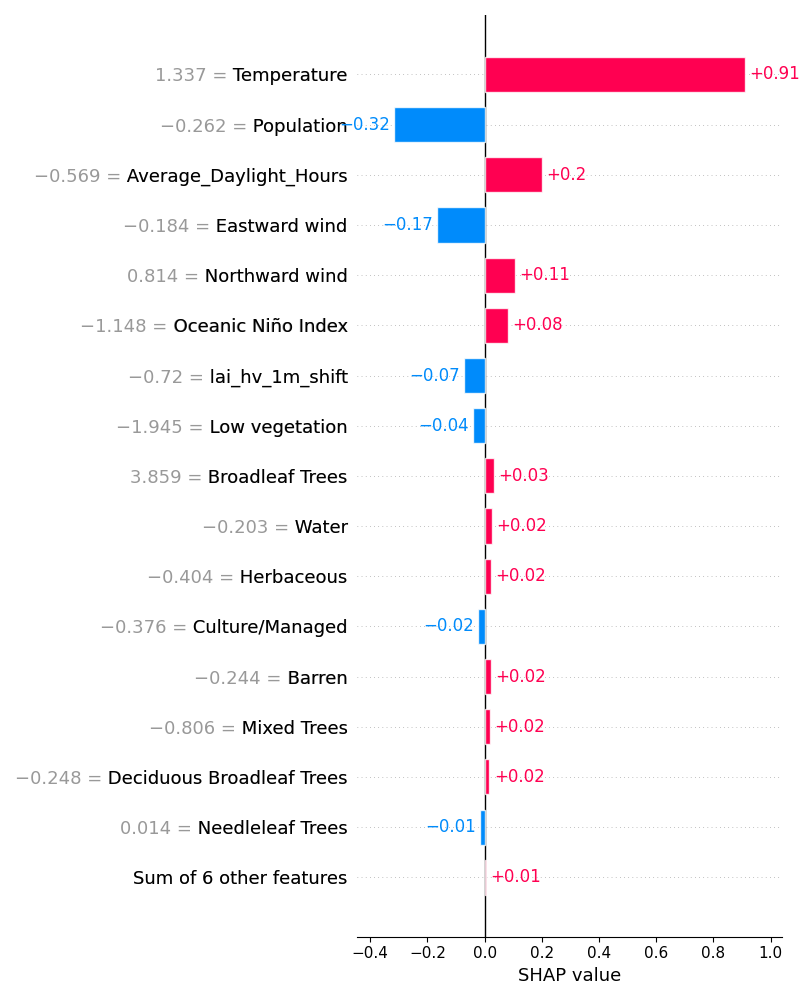 1.337 = Temperature +0.91
−0.262 = Population −0.32
−0.569 = Average_Daylight_Hours +0.2
−0.184 = Eastward wind −0.17
0.814 = Northward wind +0.11
−1.148 = Oceanic Niño Index +0.08
−0.72 = lai_hv_1m_shift −0.07
−1.945 = Low vegetation −0.04
3.859 = Broadleaf Trees +0.03
−0.203 = Water +0.02
−0.404 = Herbaceous +0.02
−0.376 = Culture/Managed −0.02
−0.244 = Barren +0.02
−0.806 = Mixed Trees +0.02
−0.248 = Deciduous Broadleaf Trees +0.02
0.014 = Needleleaf Trees −0.01
Sum of 6 other features +0.01
−0.4 −0.2 0.0 0.2 0.4 0.6 0.8 1.0
SHAP value